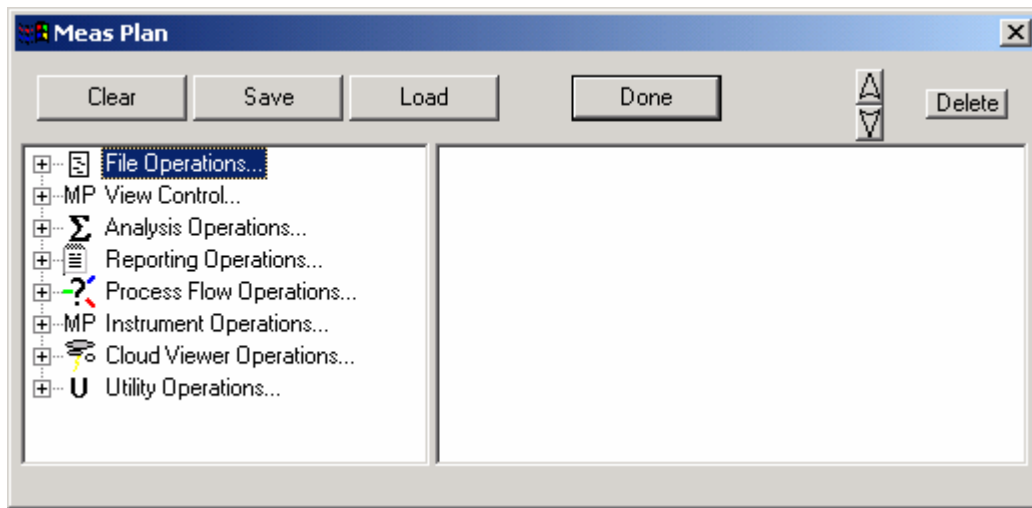 Meas Plan
Clear Save Load Done Delete
File Operations...
MP View Control...
Σ Analysis Operations...
Reporting Operations...
? Process Flow Operations...
MP Instrument Operations...
Cloud Viewer Operations...
U Utility Operations...